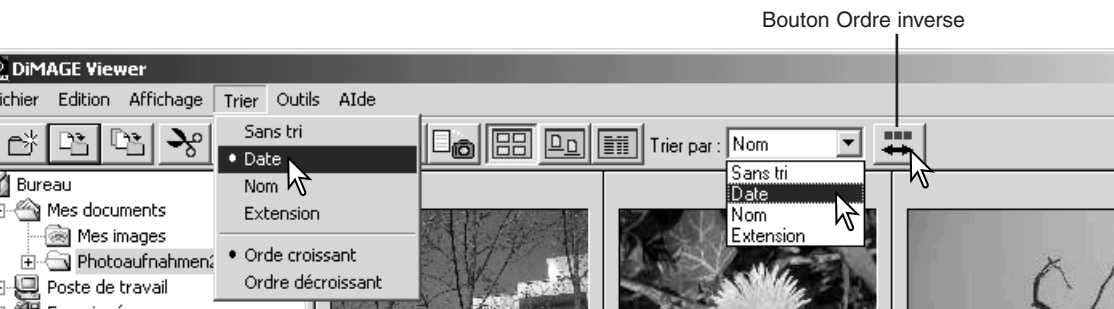 Bouton Ordre inverse
DiMAGE Viewer
ichier Edition Affichage Trier Outils AIde
Trier par : Nom
Sans tri
Date
Nom
Extension
Orde croissant
Ordre décroissant
Sans tri
Date
Nom
Extension
Bureau
Mes documents
Mes images
Photoaufnahmen2
Poste de travail